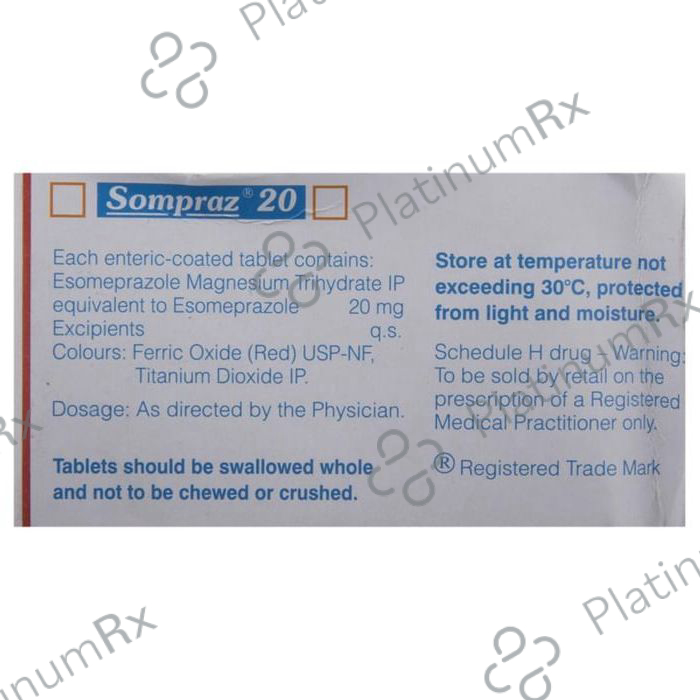 Sompraz® 20
Each enteric-coated tablet contains:
Esomeprazole Magnesium Trihydrate IP
equivalent to Esomeprazole 20 mg
Excipients q.s.
Colours: Ferric Oxide (Red) USP-NF,
Titanium Dioxide IP.
Dosage: As directed by the Physician.
Tablets should be swallowed whole
and not to be chewed or crushed.
Store at temperature not
exceeding 30°C, protected
from light and moisture.
Schedule H drug - Warning:
To be sold by retail on the
prescription of a Registered
Medical Practitioner only.
® Registered Trade Mark
Plat
PlatinumRx
PlatinumRx
Rx
PlatinumRx
Platin
tinumRx